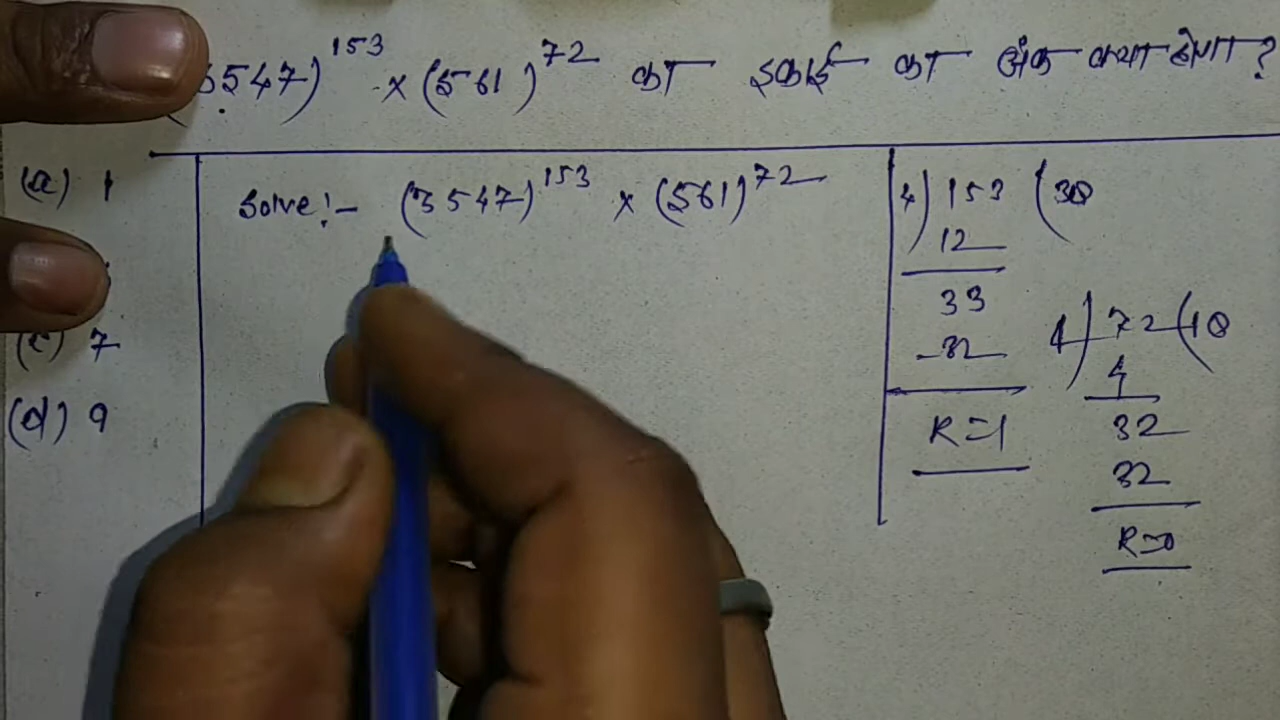 3547)¹⁵³ × (561)⁷² का इकाई का अंक क्या होगा?
(a) 1
(c) 7
(d) 9
Solve:- (3547)¹⁵³ × (561)⁷²
4) 153 (38
12
33
-32
R=1
4) 72 (18
4
32
32
R=0